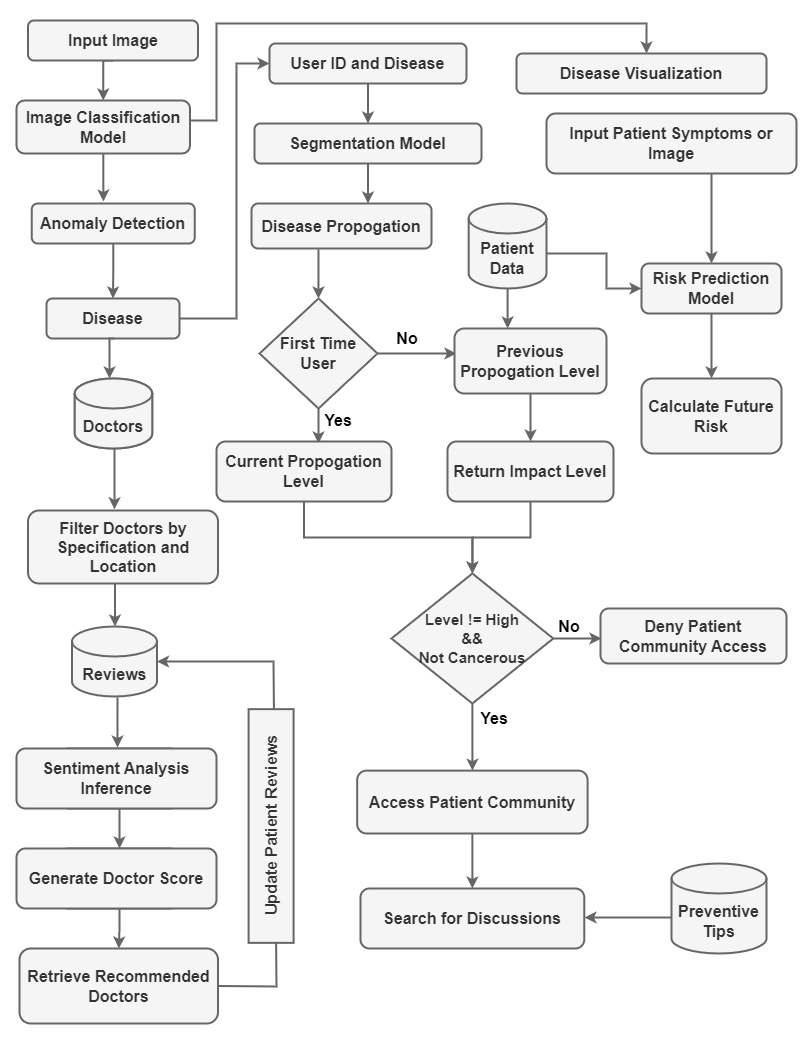 Input Image
User ID and Disease
Disease Visualization
Image Classification
Model
Segmentation Model
Input Patient Symptoms or
Image
Anomaly Detection
Disease Propogation
Patient
Data
Risk Prediction
Model
Disease
First Time
User
No
Previous
Propogation Level
Doctors
Yes
Calculate Future
Risk
Current Propogation
Level
Return Impact Level
Filter Doctors by
Specification and
Location
Level != High
&&
Not Cancerous
No
Deny Patient
Community Access
Reviews
Yes
Sentiment Analysis
Inference
Update Patient Reviews
Access Patient Community
Generate Doctor Score
Search for Discussions
Preventive
Tips
Retrieve Recommended
Doctors